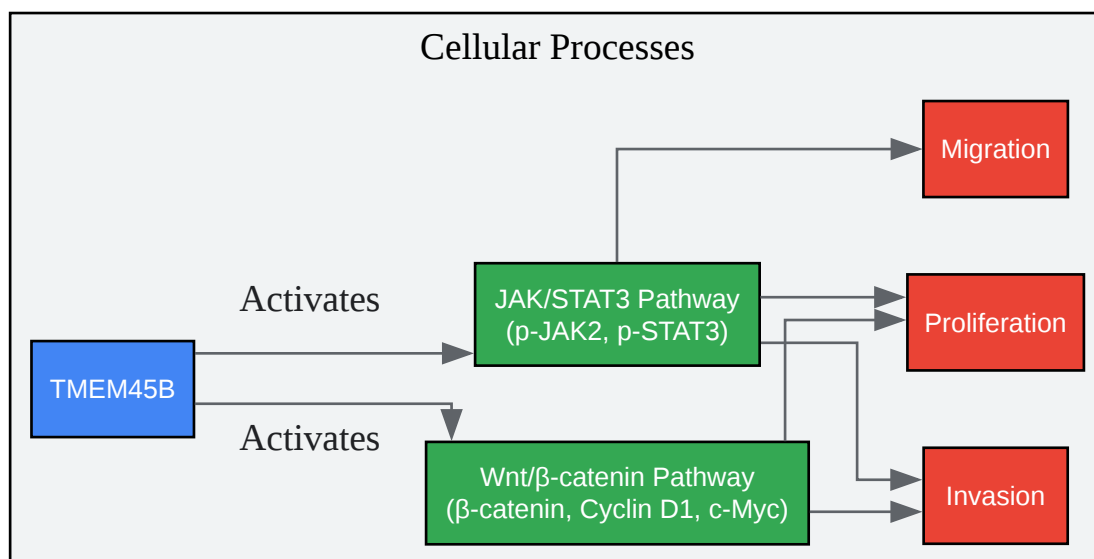 Cellular Processes
Migration
Activates
JAK/STAT3 Pathway
(p-JAK2, p-STAT3)
Proliferation
TMEM45B
Activates
Wnt/β-catenin Pathway
(β-catenin, Cyclin D1, c-Myc)
Invasion